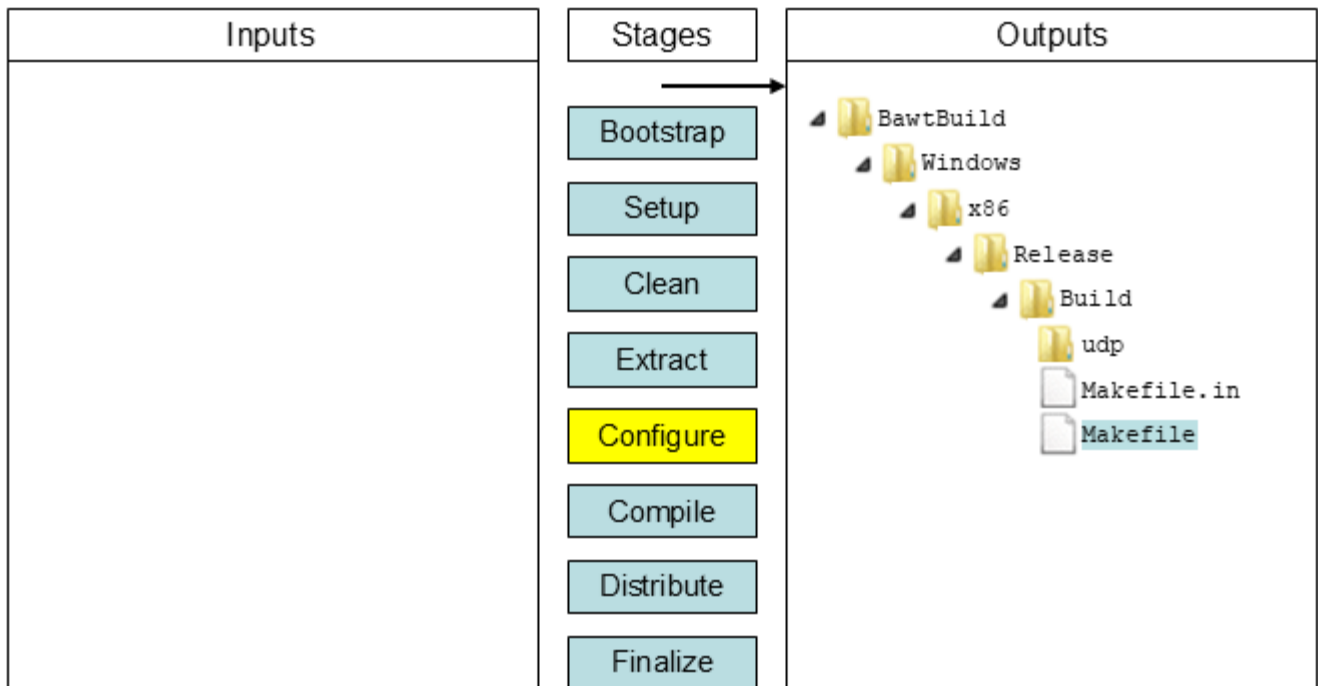 Inputs
Stages
Outputs
Bootstrap
Setup
Clean
Extract
Configure
Compile
Distribute
Finalize
BawtBuild
Windows
x86
Release
Build
udp
Makefile.in
Makefile